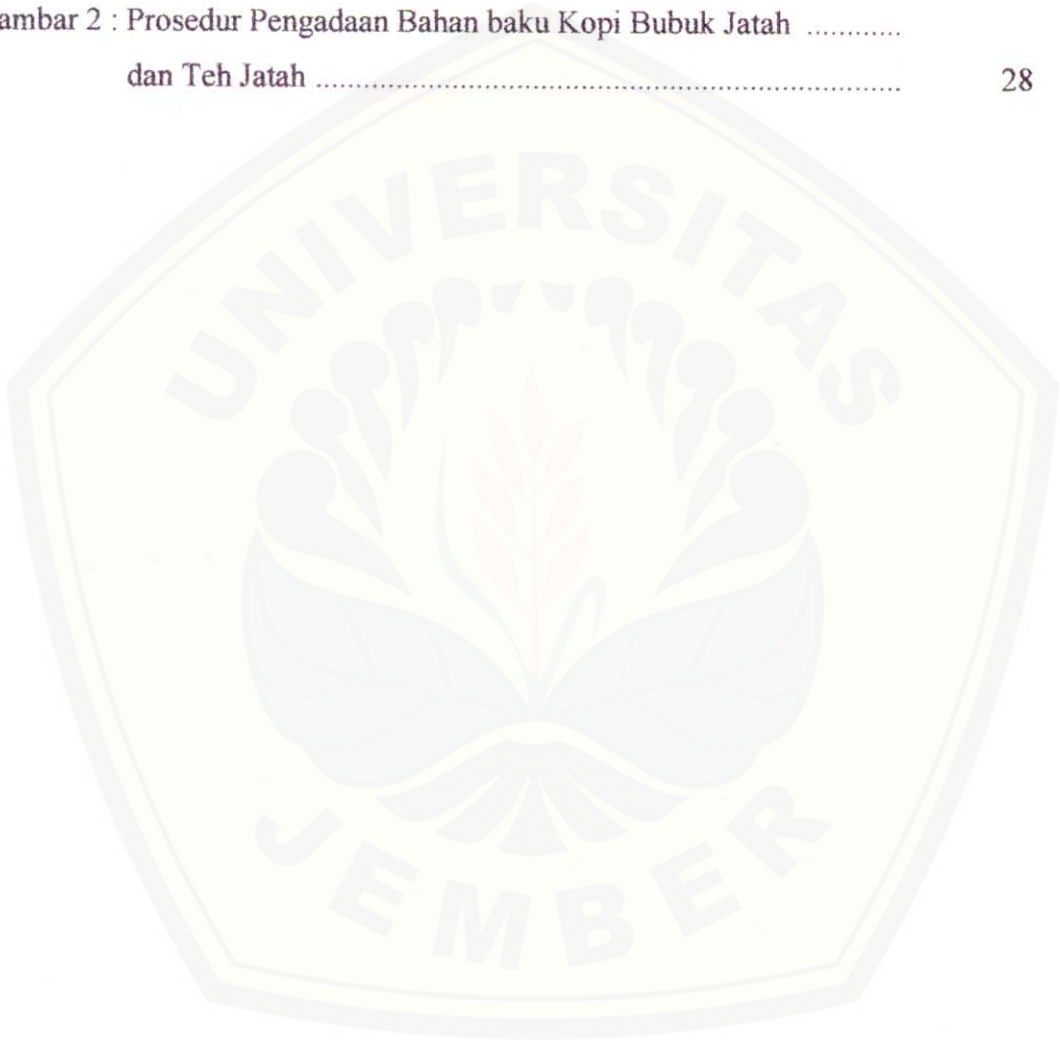 ambar 2 : Prosedur Pengadaan Bahan baku Kopi Bubuk Jatah ............
dan Teh Jatah ........................................................................ 28
UNIVERSITAS
JEMBER